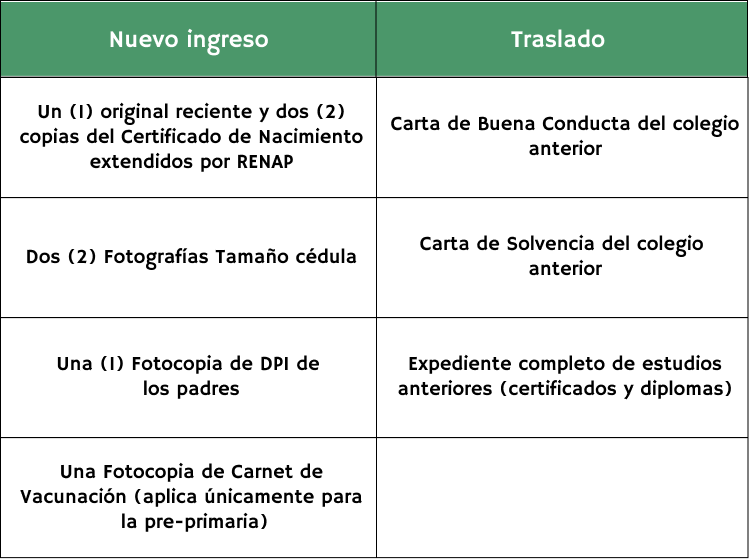 Nuevo ingreso
Traslado
Un (1) original reciente y dos (2)
copias del Certificado de Nacimiento
extendidos por RENAP
Carta de Buena Conducta del colegio
anterior
Dos (2) Fotografías Tamaño cédula
Carta de Solvencia del colegio
anterior
Una (1) Fotocopia de DPI de
los padres
Expediente completo de estudios
anteriores (certificados y diplomas)
Una Fotocopia de Carnet de
Vacunación (aplica únicamente para
la pre-primaria)